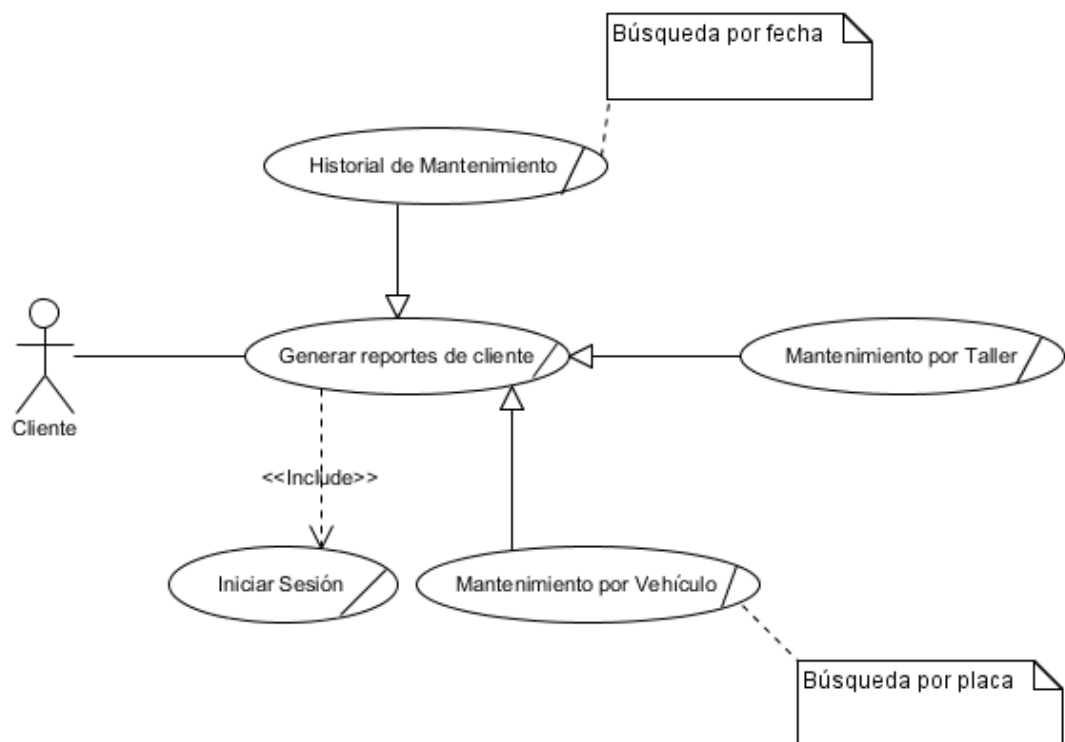 Búsqueda por fecha
Historial de Mantenimiento
Generar reportes de cliente
Mantenimiento por Taller
Cliente
<<Include>>
Iniciar Sesión
Mantenimiento por Vehículo
Búsqueda por placa